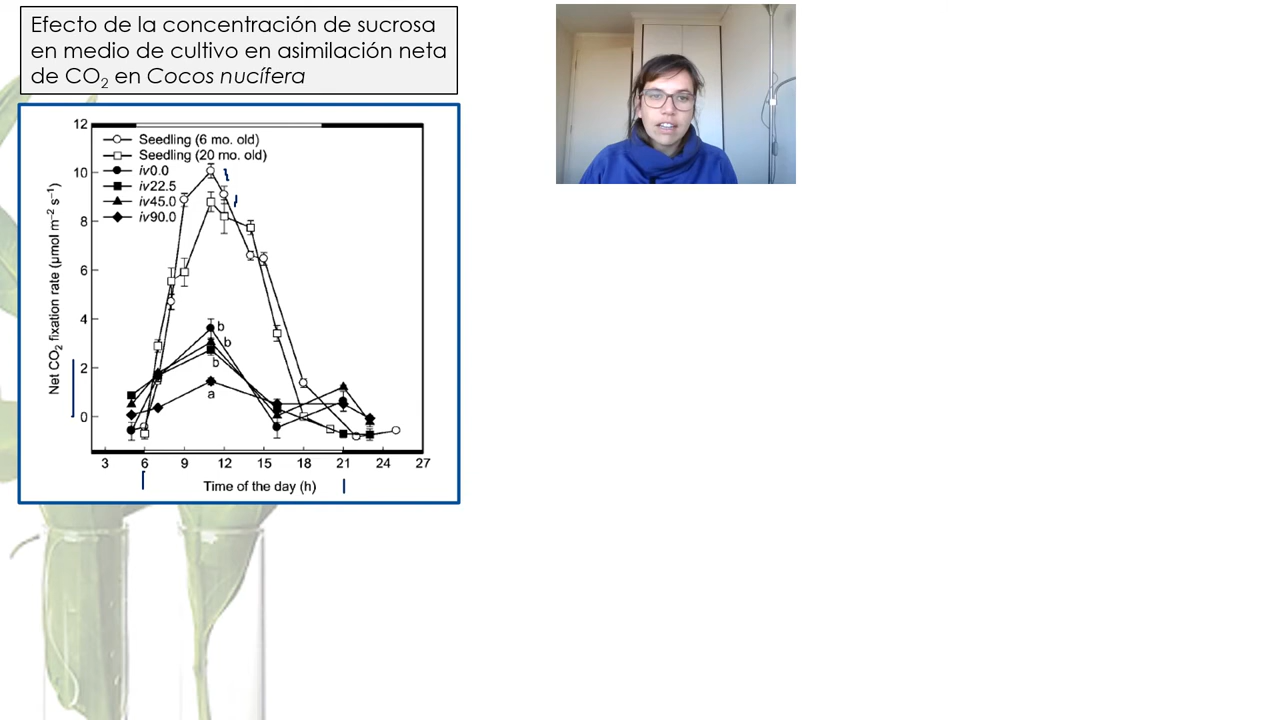 Efecto de la concentración de sucrosa
en medio de cultivo en asimilación neta
de CO₂ en Cocos nucífera
12
10
8
6
4
2
0
Net CO₂ fixation rate (µmol m⁻² s⁻¹)
Seedling (6 mo. old)
Seedling (20 mo. old)
iv0.0
iv22.5
iv45.0
iv90.0
b
b
b
a
3 6 9 12 15 18 21 24 27
Time of the day (h)